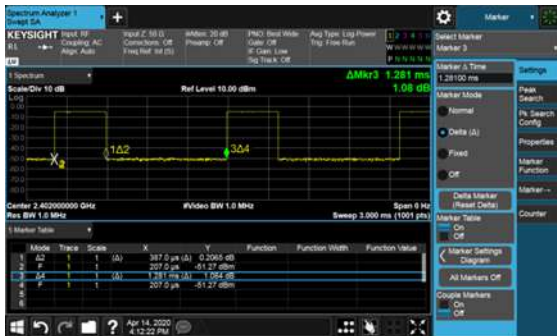 Spectrum Analyzer 1
Swept SA
+
Marker
KEYSIGHT Input: RF
RL
Coupling: AC
Align: Auto
Input Z: 50 Ω
Corrections: Off
Freq Ref: Int (S)
#Atten: 20 dB
Preamp: Off
PNO: Best Wide
Gate: Off
IF Gain: Low
Sig Track: Off
Avg Type: Log-Power
Trig: Free Run
1 2 3 4 5
P N N N N N
Select Marker
Marker 3
LV
1 Spectrum
Scale/Div 10 dB
Ref Level 10.00 dBm
ΔMkr3 1.281 ms
1.08 dB
Log
1Δ2
3Δ4
Center 2.402000000 GHz
Res BW 1.0 MHz
#Video BW 1.0 MHz
Span 0 Hz
Sweep 3.000 ms (1001 pts)
5 Marker Table
Mode Trace Scale X Y Function Function Width Function Value
1 Δ2 1 t (Δ) 387.0 µs (Δ) 0.2065 dB
2 F 1 t 207.0 µs -51.27 dBm
3 Δ4 1 t (Δ) 1.281 ms (Δ) 1.084 dB
4 F 1 t 207.0 µs -51.27 dBm
5
6
Marker Δ Time
1.28100 ms
Marker Mode
Normal
Delta (Δ)
Fixed
Off
Delta Marker
(Reset Delta)
Marker Table
On
Off
Marker Settings
Diagram
All Markers Off
Couple Markers
On
Off
Settings
Peak
Search
Pk Search
Config
Properties
Marker
Function
Marker→
Counter
? Apr 14, 2020
4:12:22 PM